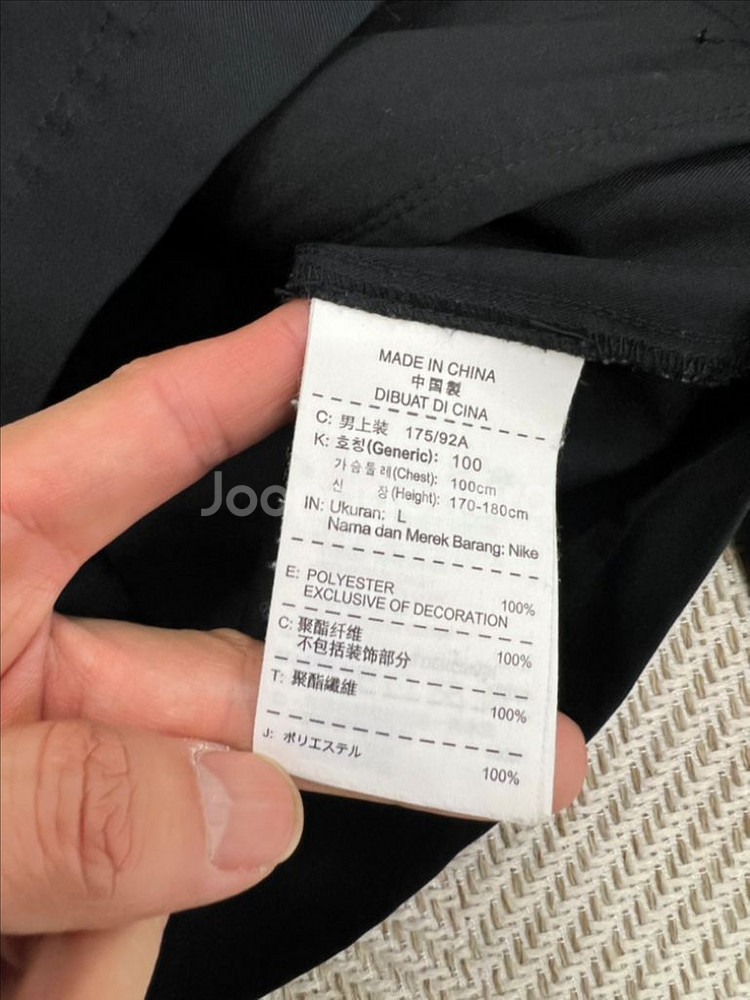 MADE IN CHINA
中国製
DIBUAT DI CINA
C: 男上装 175/92A
K: 호칭(Generic): 100
가슴둘레(Chest): 100cm
신 장(Height): 170-180cm
IN: Ukuran: L
Nama dan Merek Barang: Nike
E: POLYESTER 100%
EXCLUSIVE OF DECORATION
C: 聚酯纤维 100%
不包括装饰部分
T: 聚酯纖維 100%
J: ポリエステル 100%